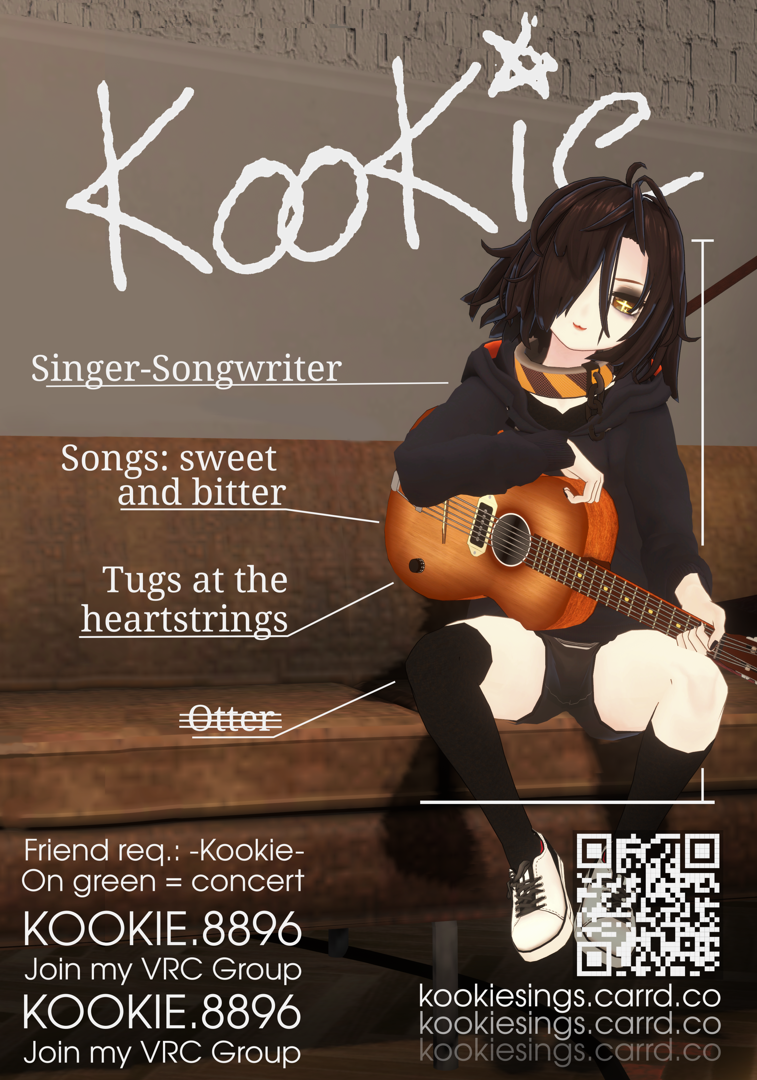 KooKie
Singer-Songwriter
Songs: sweet
and bitter
Tugs at the
heartstrings
Otter
Friend req.: -Kookie-
On green = concert
KOOKIE.8896
Join my VRC Group
KOOKIE.8896
Join my VRC Group
kookiesings.carrd.co
kookiesings.carrd.co
kookiesings.carrd.co